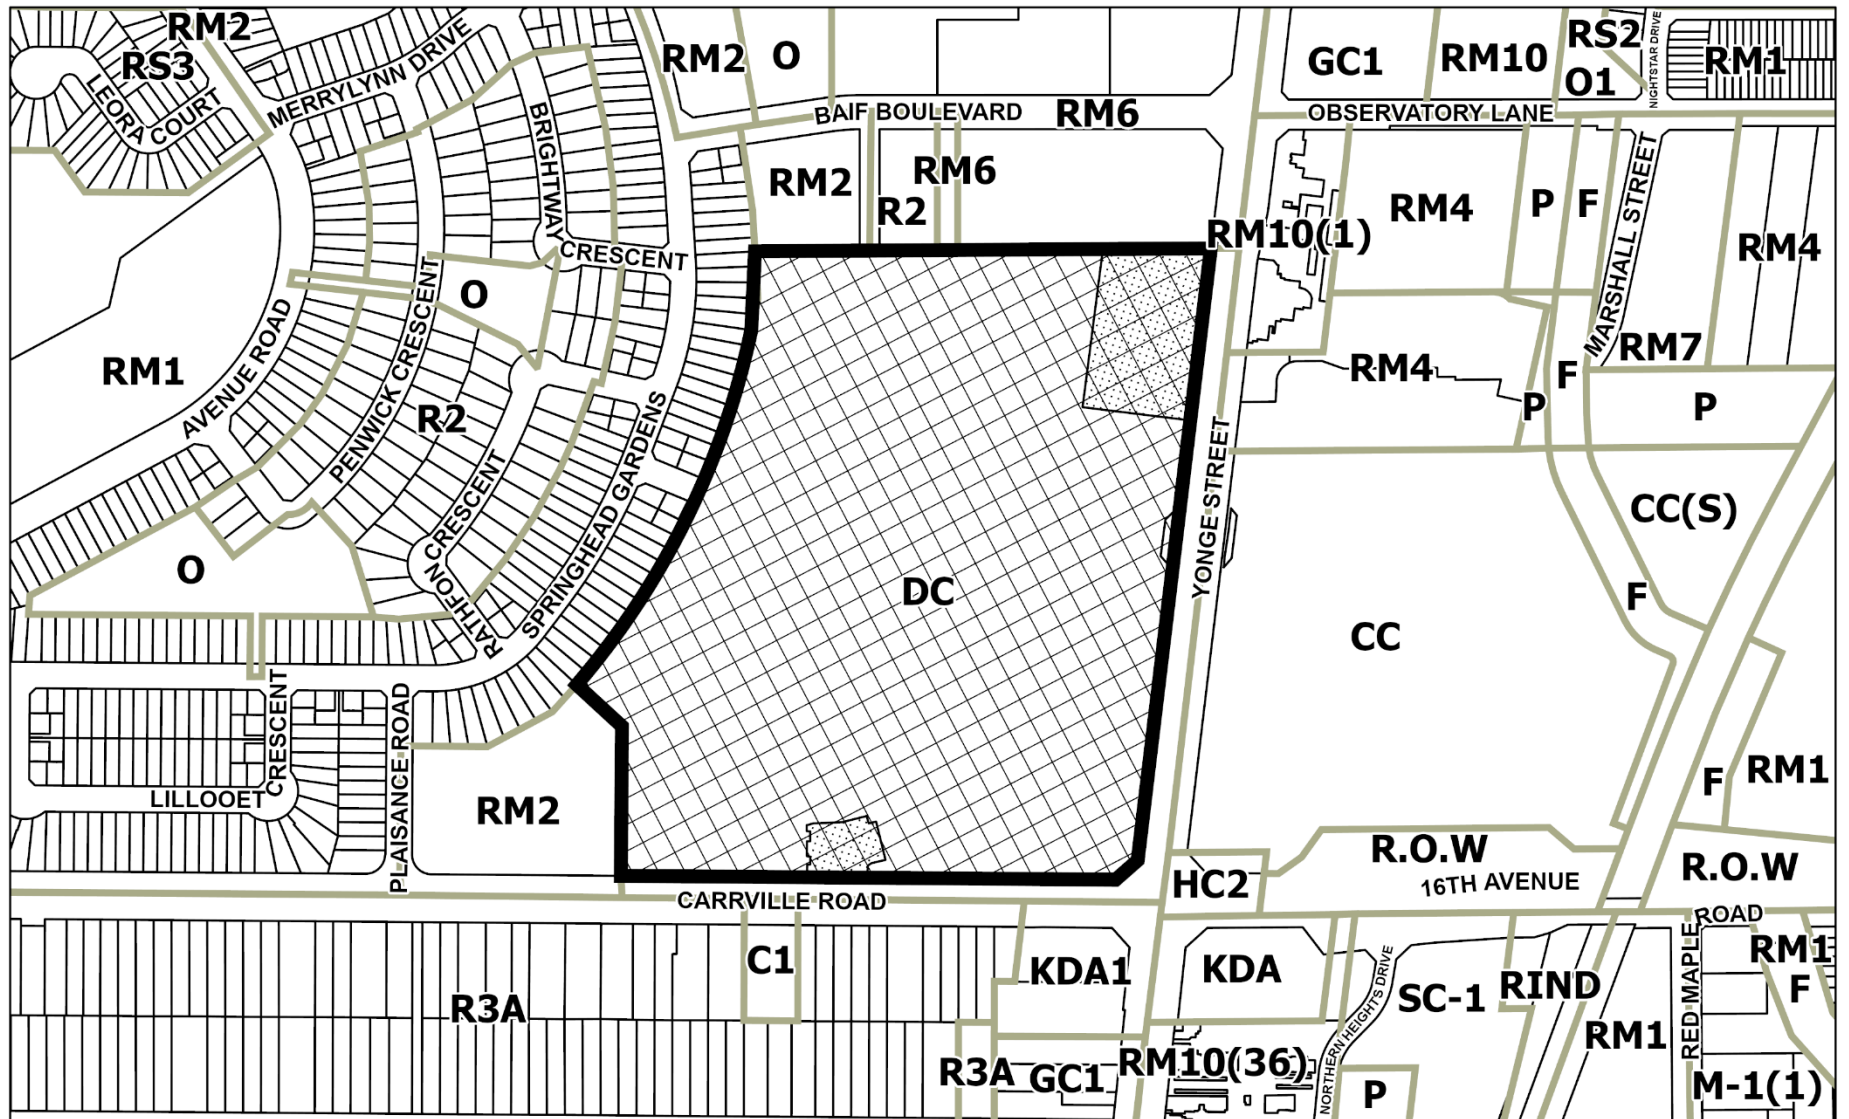 RM2
RS3
LEORA COURT
MERRYLYNN DRIVE
BRIGHTWAY
CRESCENT
RM2
O
BAIF BOULEVARD
RM6
GC1
RM10
RS2
O1
NIGHTSTAR DRIVE
RM1
OBSERVATORY LANE
RM2
R2
RM6
RM10(1)
RM4
P
F
MARSHALL STREET
RM4
RM7
RM1
AVENUE ROAD
PENWICK CRESCENT
O
R2
RATHFON CRESCENT
SPRINGHEAD GARDENS
RM4
P
F
P
YONGE STREET
CC(S)
O
DC
CC
F
LILLOOET
CRESCENT
PLAISANCE ROAD
RM2
F
RM1
R.O.W
16TH AVENUE
R.O.W
HC2
CARRVILLE ROAD
ROAD
RED MAPLE
C1
R3A
KDA1
KDA
NORTHERN HEIGHTS DRIVE
SC-1
RIND
RM1
RM1
F
R3A
GC1
RM10(36)
P
M-1(1)